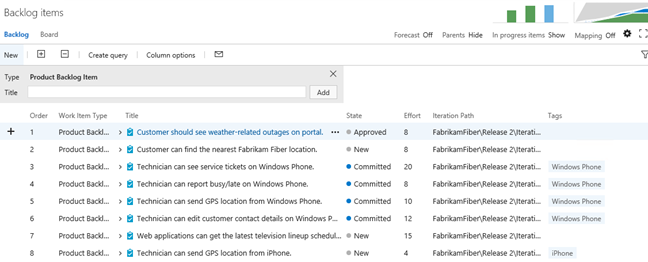 Backlog items
Backlog Board Forecast Off Parents Hide In progress items Show Mapping Off
New Create query Column options
Type Product Backlog Item
Title Add
Order Work Item Type Title State Effort Iteration Path Tags
1 Product Backl... Customer should see weather-related outages on portal. ... Approved 8 FabrikamFiber\Release 2\Iterati...
2 Product Backl... Customer can find the nearest Fabrikam Fiber location. New 8 FabrikamFiber\Release 2\Iterati...
3 Product Backl... Technician can see service tickets on Windows Phone. Committed 20 FabrikamFiber\Release 2\Iterati... Windows Phone
4 Product Backl... Technician can report busy/late on Windows Phone. Committed 8 FabrikamFiber\Release 2\Iterati... Windows Phone
5 Product Backl... Technician can send GPS location from Windows Phone. Committed 10 FabrikamFiber\Release 2\Iterati... Windows Phone
6 Product Backl... Technician can edit customer contact details on Windows P... Committed 12 FabrikamFiber\Release 2\Iterati... Windows Phone
7 Product Backl... Web applications can get the latest television lineup schedul... New 15 FabrikamFiber\Release 2\Iterati...
8 Product Backl... Technician can send GPS location from iPhone. New 4 FabrikamFiber\Release 2\Iterati... iPhone